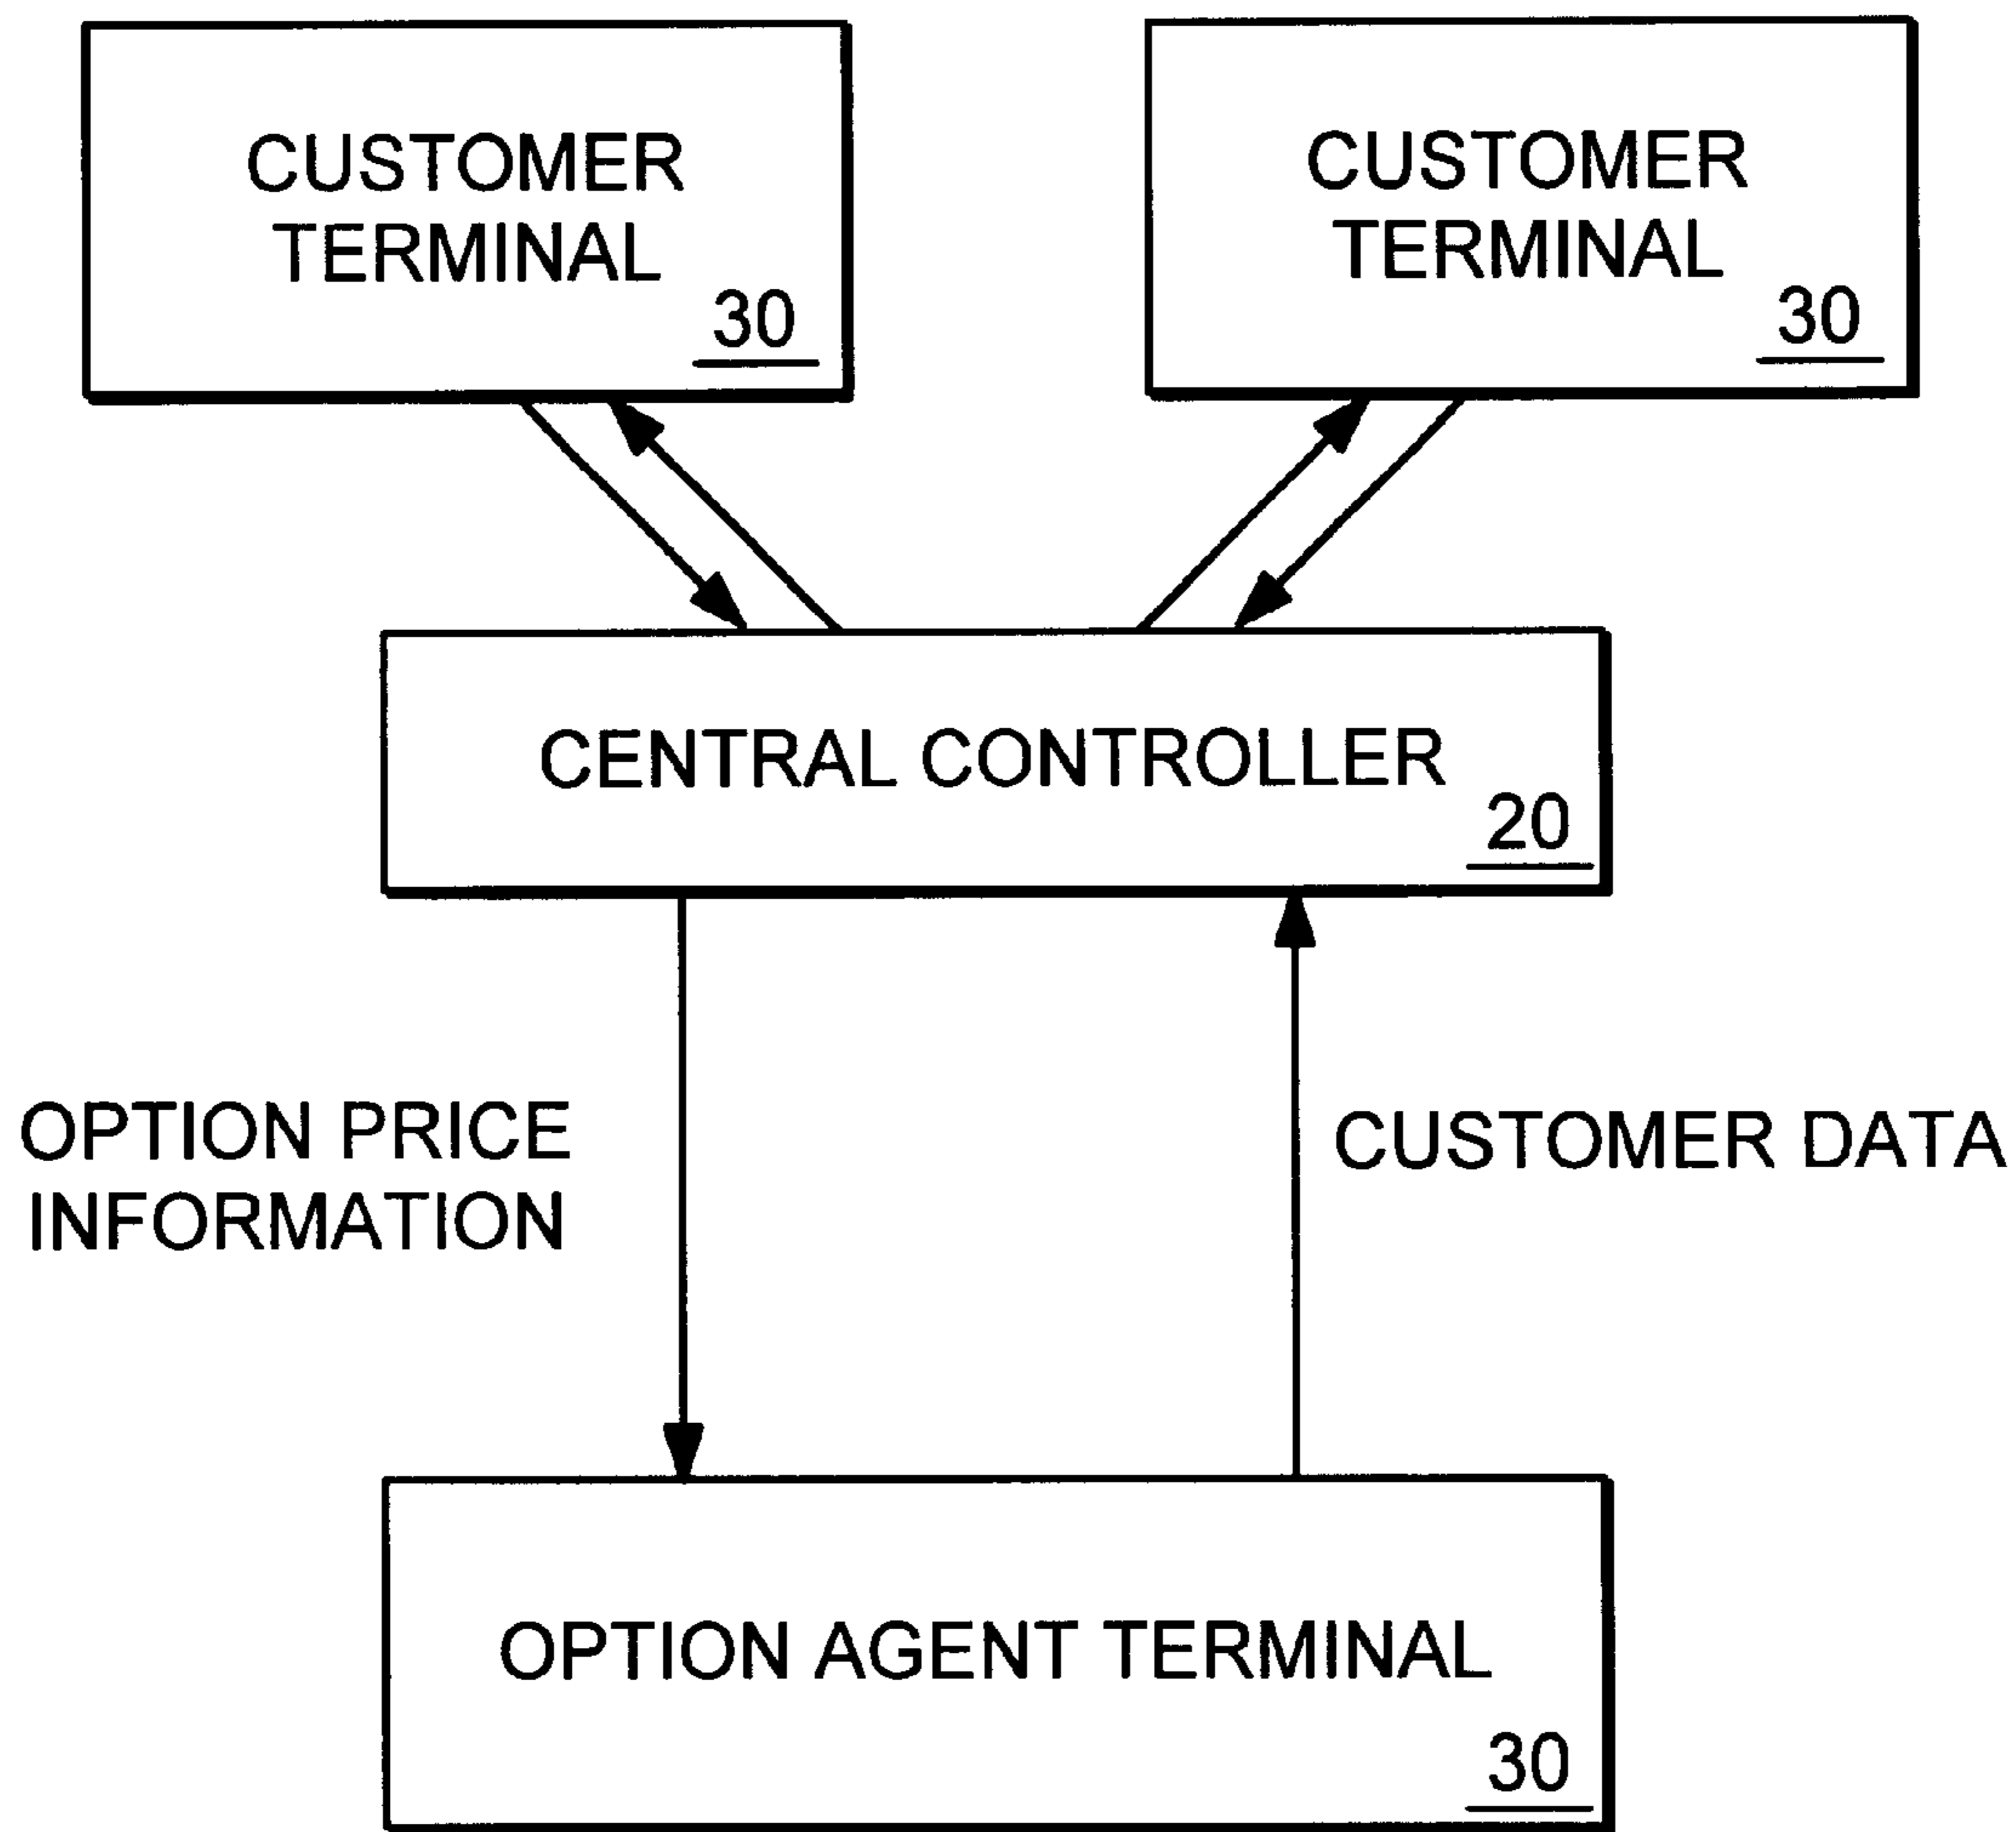 CUSTOMER
TERMINAL
30
CUSTOMER
TERMINAL
30
CENTRAL CONTROLLER
20
OPTION PRICE
INFORMATION
CUSTOMER DATA
OPTION AGENT TERMINAL
30